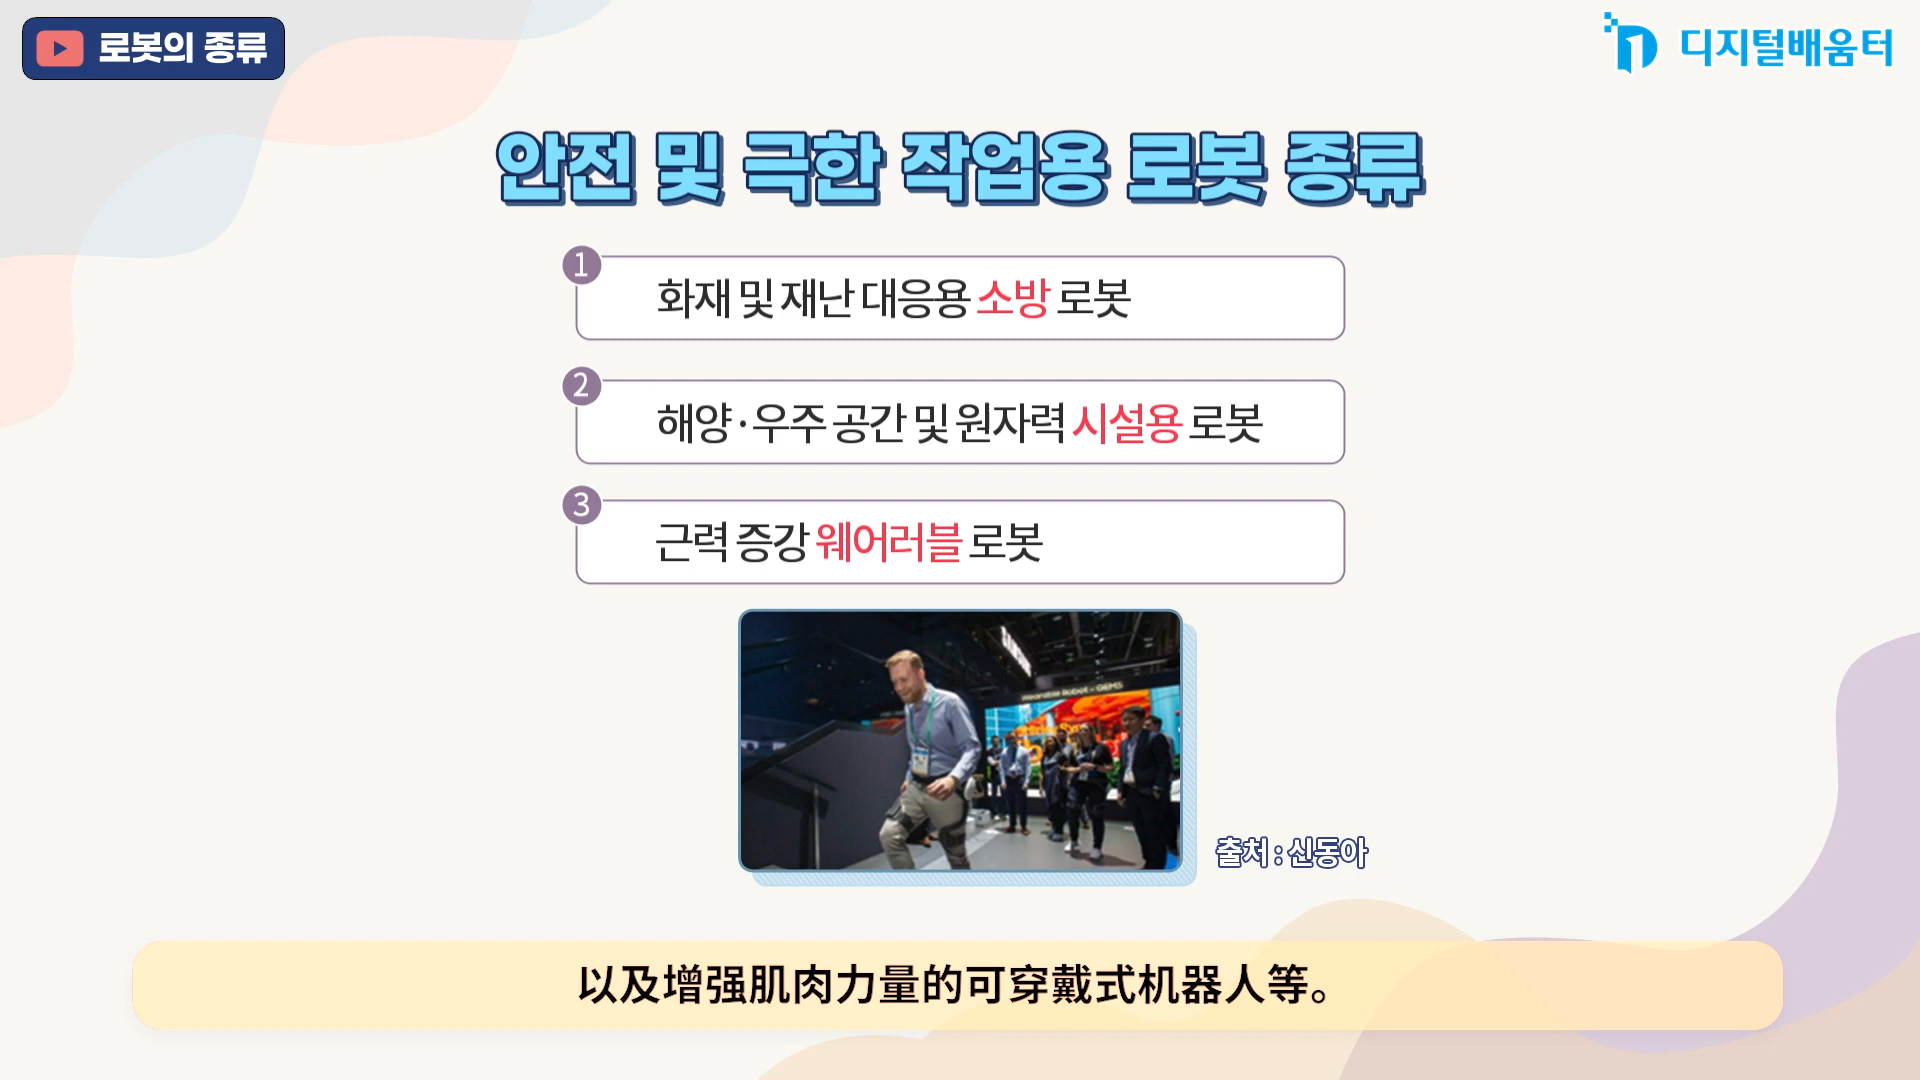 로봇의 종류
디지털배움터
안전 및 극한 작업용 로봇 종류
1
화재 및 재난 대응용 소방 로봇
2
해양·우주 공간 및 원자력 시설용 로봇
3
근력 증강 웨어러블 로봇
Wearable Robot - GEMS
출처 : 신동아
以及增强肌肉力量的可穿戴式机器人等。